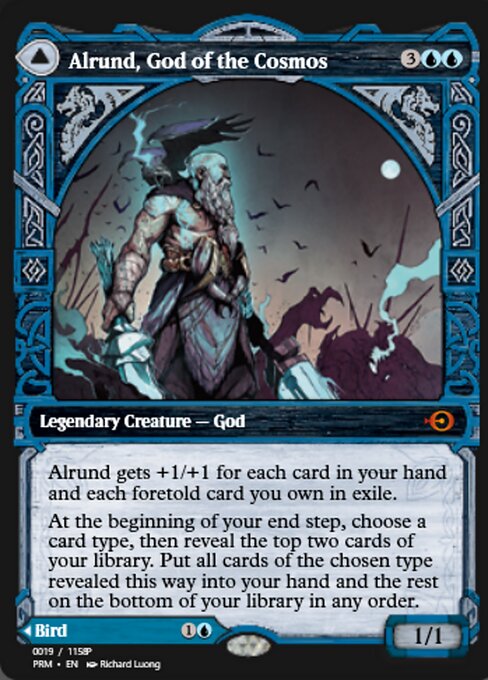 Alrund, God of the Cosmos 3
Legendary Creature — God
Alrund gets +1/+1 for each card in your hand
and each foretold card you own in exile.
At the beginning of your end step, choose a
card type, then reveal the top two cards of
your library. Put all cards of the chosen type
revealed this way into your hand and the rest
on the bottom of your library in any order.
Bird 1
1/1
0019 / 1158P
PRM • EN Richard Luong